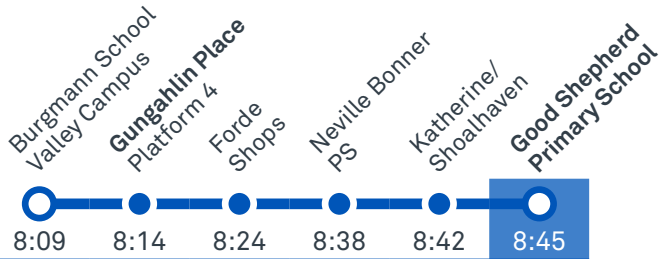 Burgmann School
Valley Campus
Gungahlin Place
Platform 4
Forde
Shops
Neville Bonner
PS
Katherine/
Shoalhaven
Good Shepherd
Primary School
8:09
8:14
8:24
8:38
8:42
8:45